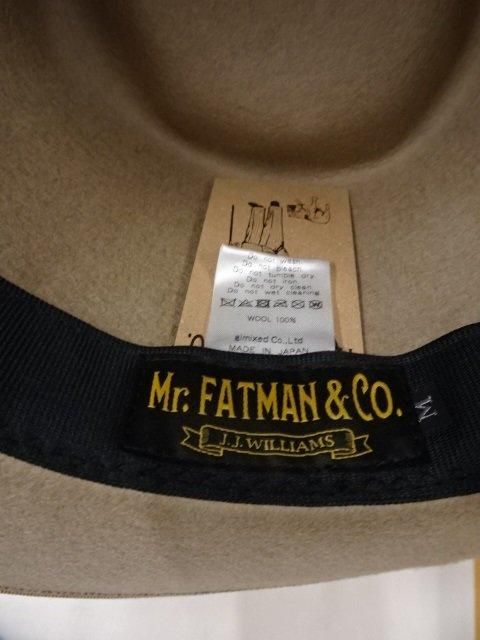 Do not wash.
Do not bleach.
Do not tumble dry.
Do not iron.
Do not dry clean.
Do not wet cleaning.
WOOL 100%
elmixed Co.,Ltd
MADE IN JAPAN
Mr. FATMAN & CO.
J.J. WILLIAMS
M